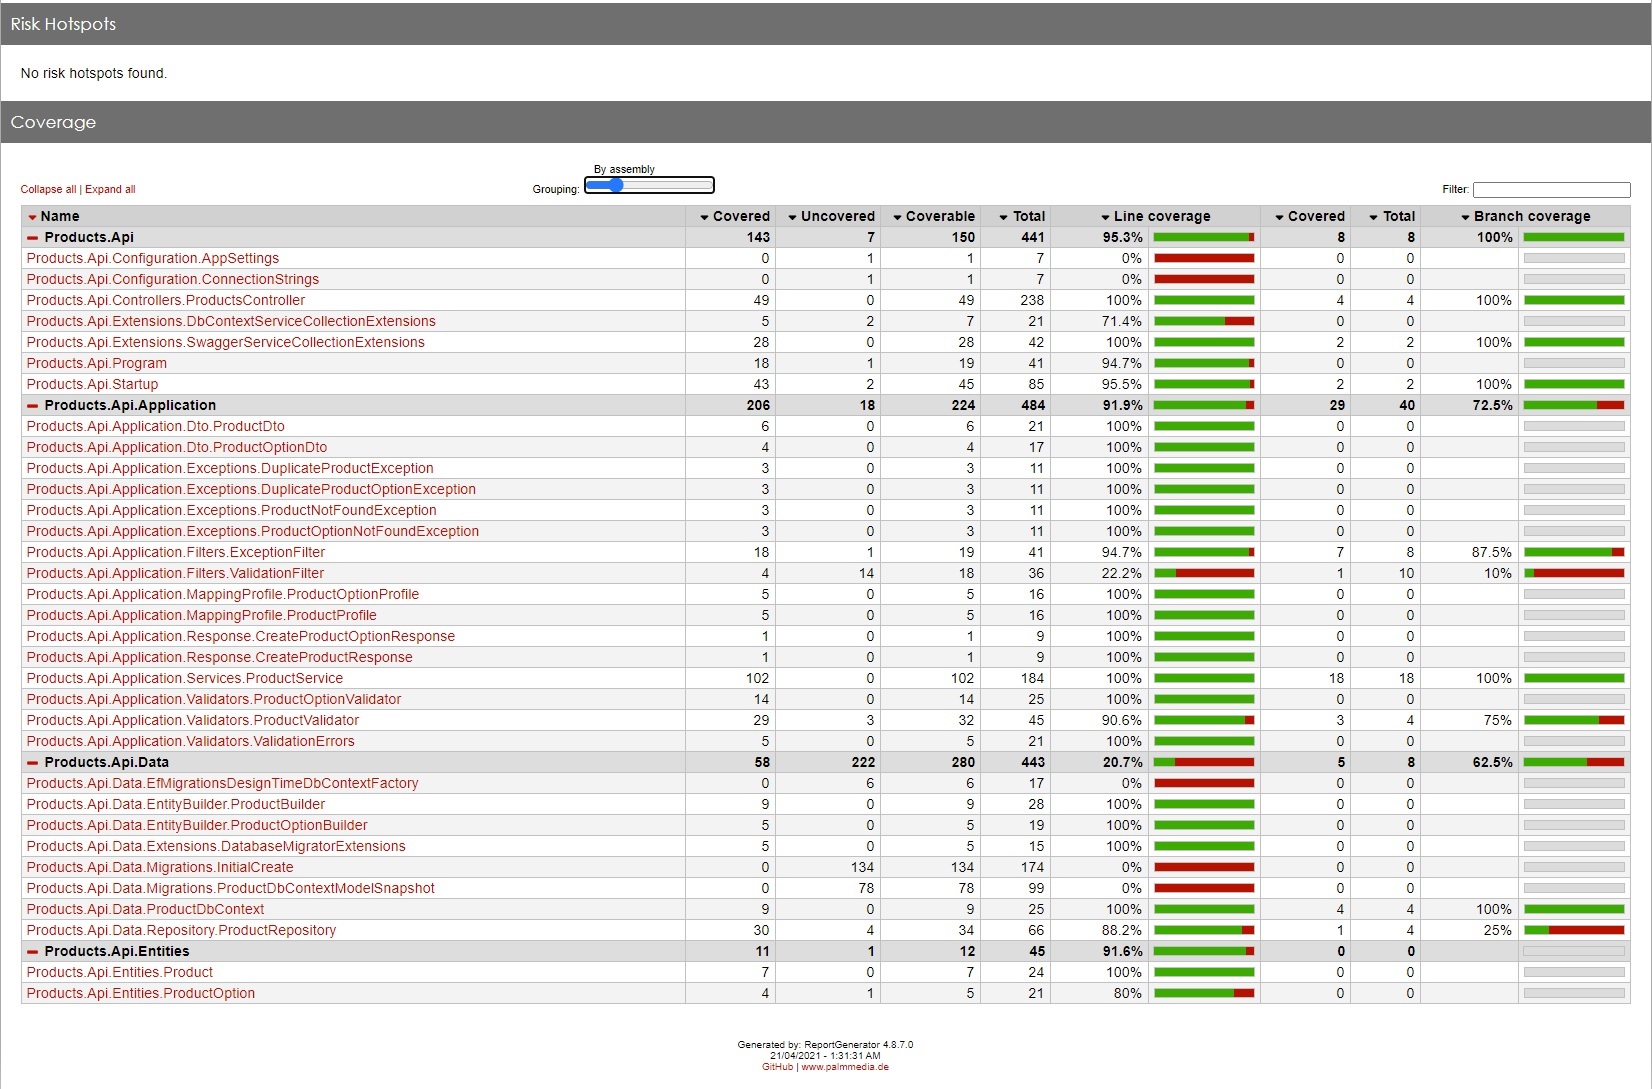 Risk Hotspots
No risk hotspots found.
Coverage
By assembly
Collapse all | Expand all Grouping: Filter:
Name Covered Uncovered Coverable Total Line coverage Covered Total Branch coverage
Products.Api 143 7 150 441 95.3% 8 8 100%
Products.Api.Configuration.AppSettings 0 1 1 7 0% 0 0
Products.Api.Configuration.ConnectionStrings 0 1 1 7 0% 0 0
Products.Api.Controllers.ProductsController 49 0 49 238 100% 4 4 100%
Products.Api.Extensions.DbContextServiceCollectionExtensions 5 2 7 21 71.4% 0 0
Products.Api.Extensions.SwaggerServiceCollectionExtensions 28 0 28 42 100% 2 2 100%
Products.Api.Program 18 1 19 41 94.7% 0 0
Products.Api.Startup 43 2 45 85 95.5% 2 2 100%
Products.Api.Application 206 18 224 484 91.9% 29 40 72.5%
Products.Api.Application.Dto.ProductDto 6 0 6 21 100% 0 0
Products.Api.Application.Dto.ProductOptionDto 4 0 4 17 100% 0 0
Products.Api.Application.Exceptions.DuplicateProductException 3 0 3 11 100% 0 0
Products.Api.Application.Exceptions.DuplicateProductOptionException 3 0 3 11 100% 0 0
Products.Api.Application.Exceptions.ProductNotFoundException 3 0 3 11 100% 0 0
Products.Api.Application.Exceptions.ProductOptionNotFoundException 3 0 3 11 100% 0 0
Products.Api.Application.Filters.ExceptionFilter 18 1 19 41 94.7% 7 8 87.5%
Products.Api.Application.Filters.ValidationFilter 4 14 18 36 22.2% 1 10 10%
Products.Api.Application.MappingProfile.ProductOptionProfile 5 0 5 16 100% 0 0
Products.Api.Application.MappingProfile.ProductProfile 5 0 5 16 100% 0 0
Products.Api.Application.Response.CreateProductOptionResponse 1 0 1 9 100% 0 0
Products.Api.Application.Response.CreateProductResponse 1 0 1 9 100% 0 0
Products.Api.Application.Services.ProductService 102 0 102 184 100% 18 18 100%
Products.Api.Application.Validators.ProductOptionValidator 14 0 14 25 100% 0 0
Products.Api.Application.Validators.ProductValidator 29 3 32 45 90.6% 3 4 75%
Products.Api.Application.Validators.ValidationErrors 5 0 5 21 100% 0 0
Products.Api.Data 58 222 280 443 20.7% 5 8 62.5%
Products.Api.Data.EfMigrationsDesignTimeDbContextFactory 0 6 6 17 0% 0 0
Products.Api.Data.EntityBuilder.ProductBuilder 9 0 9 28 100% 0 0
Products.Api.Data.EntityBuilder.ProductOptionBuilder 5 0 5 19 100% 0 0
Products.Api.Data.Extensions.DatabaseMigratorExtensions 5 0 5 15 100% 0 0
Products.Api.Data.Migrations.InitialCreate 0 134 134 174 0% 0 0
Products.Api.Data.Migrations.ProductDbContextModelSnapshot 0 78 78 99 0% 0 0
Products.Api.Data.ProductDbContext 9 0 9 25 100% 4 4 100%
Products.Api.Data.Repository.ProductRepository 30 4 34 66 88.2% 1 4 25%
Products.Api.Entities 11 1 12 45 91.6% 0 0
Products.Api.Entities.Product 7 0 7 24 100% 0 0
Products.Api.Entities.ProductOption 4 1 5 21 80% 0 0
Generated by: ReportGenerator 4.8.7.0
21/04/2021 - 1:31:31 AM
GitHub | www.palmmedia.de